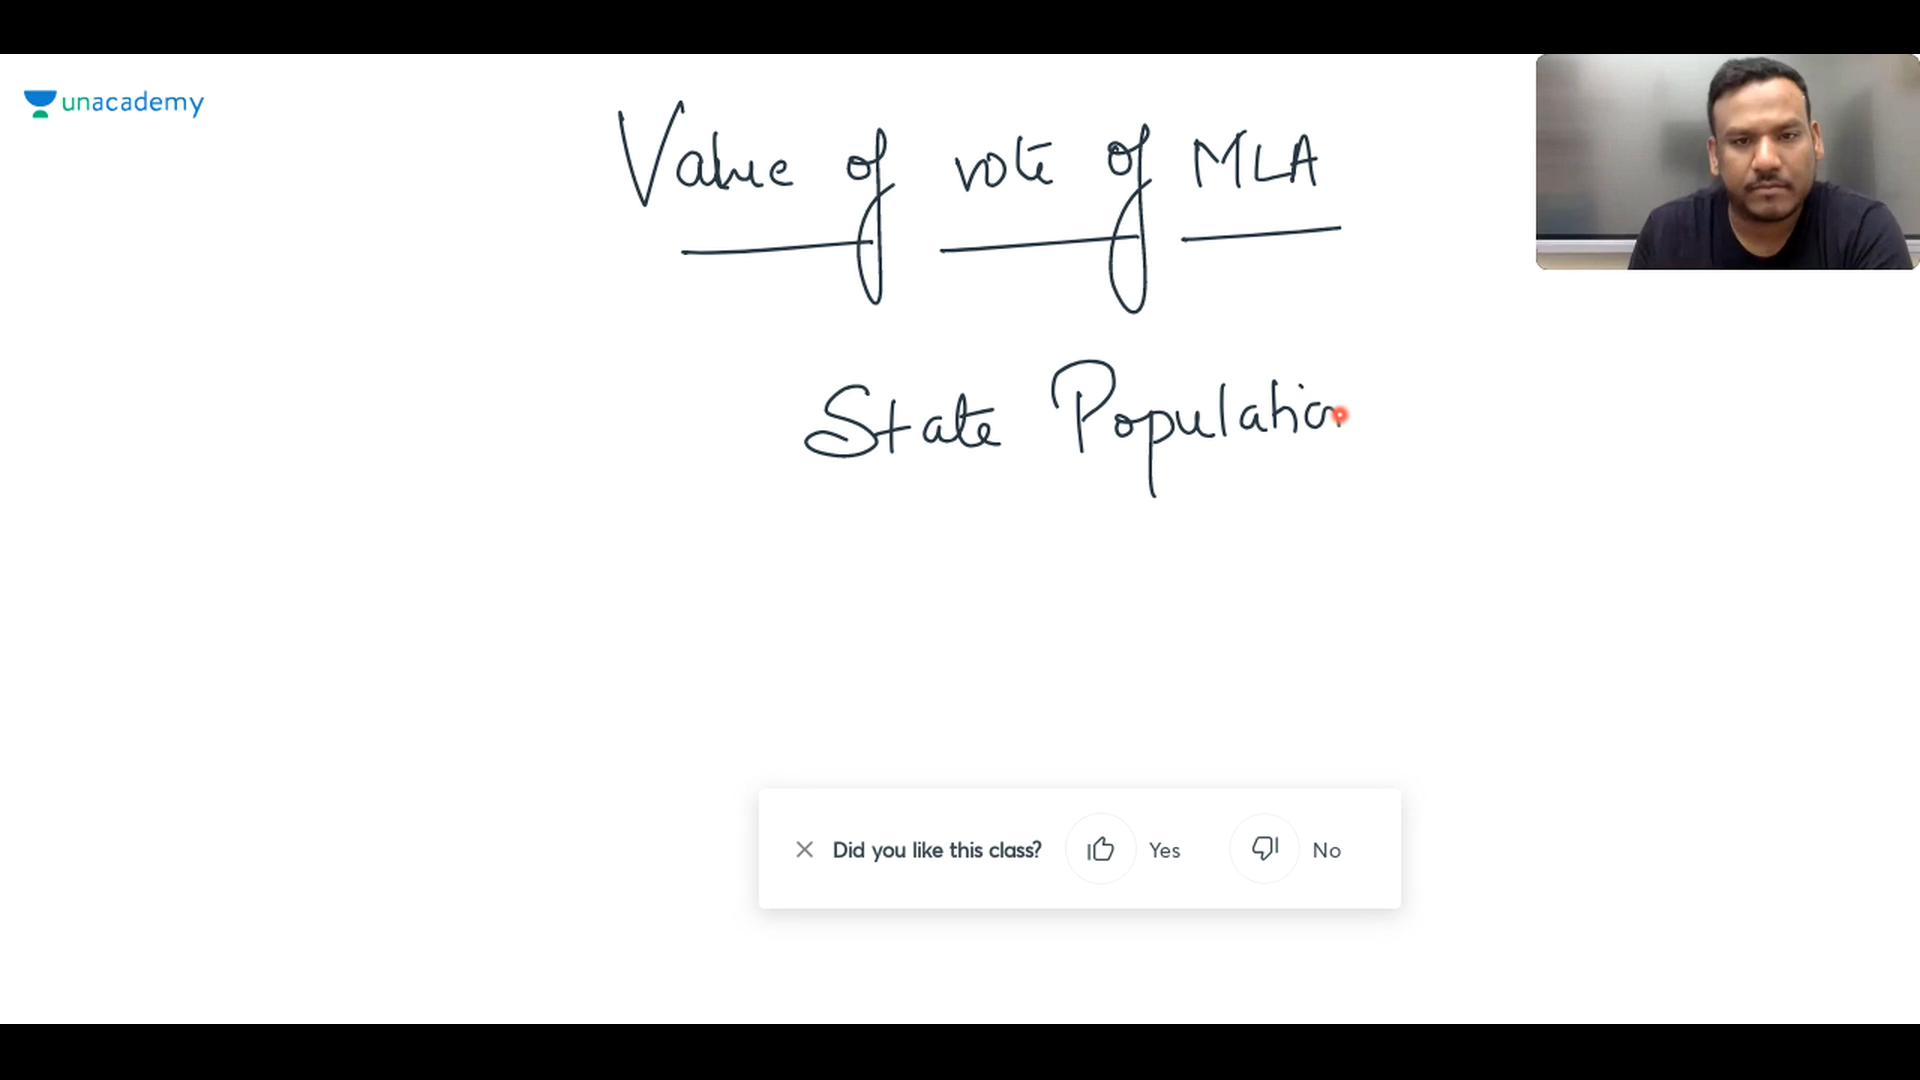 unacademy
Value of vote of MLA
State Population
Did you like this class? Yes No